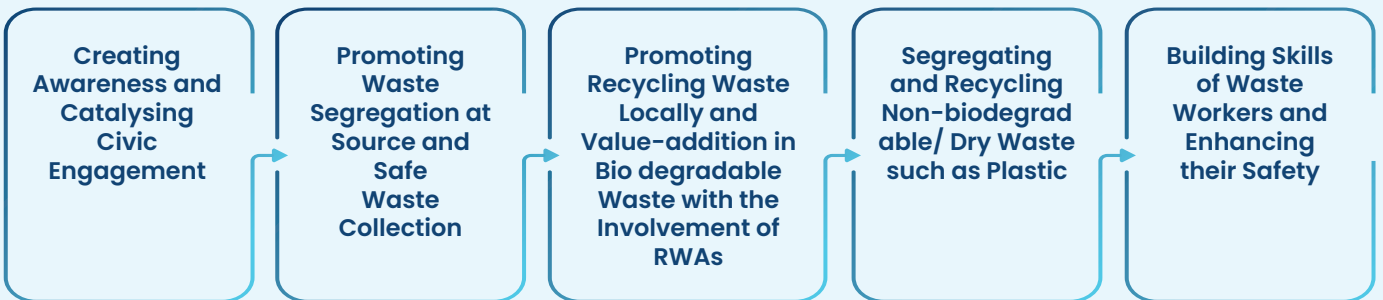 Creating
Awareness and
Catalysing
Civic
Engagement
Promoting
Waste
Segregation at
Source and
Safe
Waste
Collection
Promoting
Recycling Waste
Locally and
Value-addition in
Bio degradable
Waste with the
Involvement of
RWAs
Segregating
and Recycling
Non-biodegrad
able/ Dry Waste
such as Plastic
Building Skills
of Waste
Workers and
Enhancing
their Safety